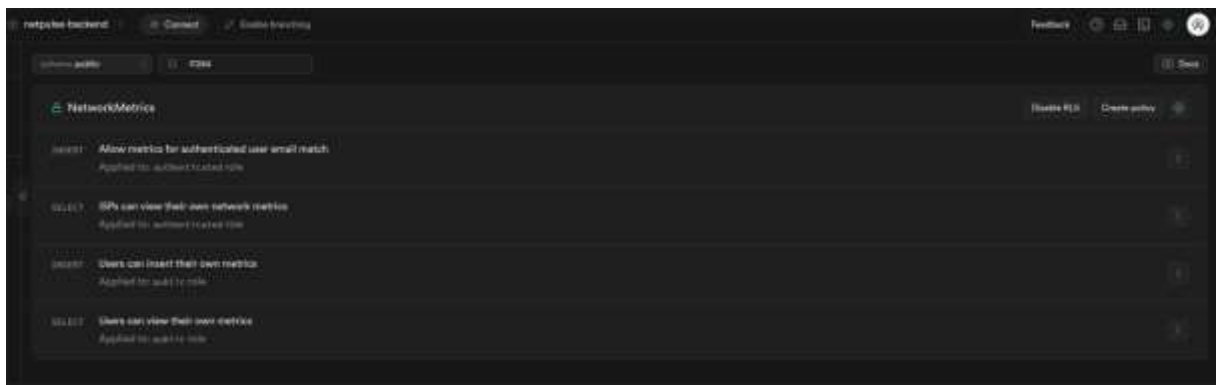 netpulse-backend Connect Enable branching Feedback
schema public 17266 Docs
NetworkMetrics Disable RLS Create policy
INSERT Allow metrics for authenticated user email match
Applied to: authenticated role
SELECT ISPs can view their own network metrics
Applied to: authenticated role
INSERT Users can insert their own metrics
Applied to: public role
SELECT Users can view their own metrics
Applied to: public role